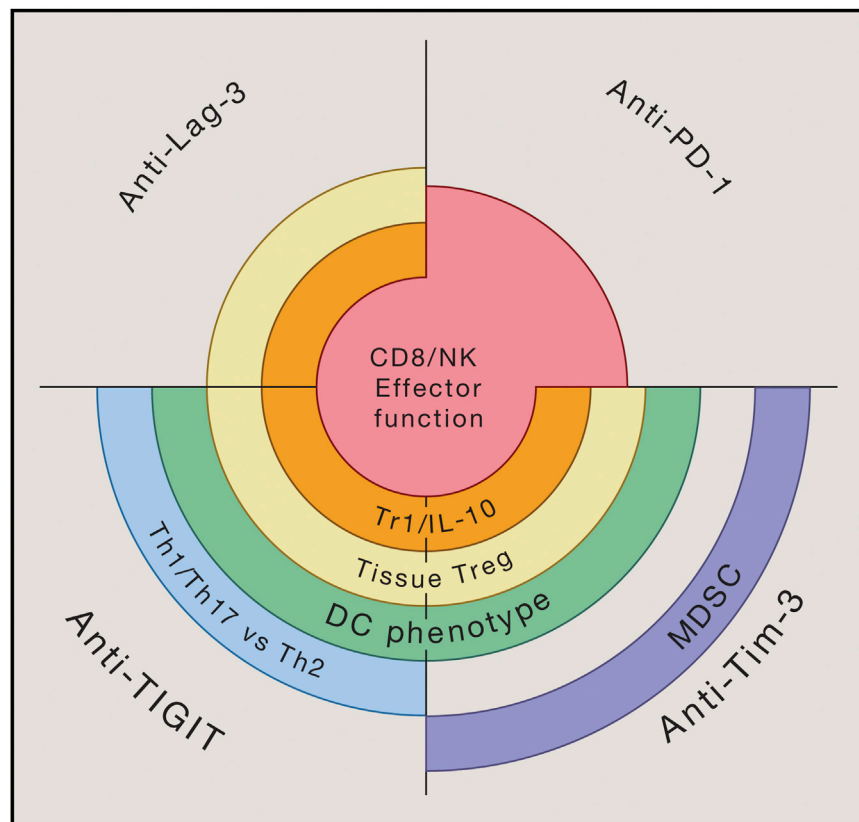 Anti-Lag-3
Anti-PD-1
CD8/NK
Effector
function
Tr1/IL-10
Tissue Treg
DC phenotype
Th1/Th17 vs Th2
MDSC
Anti-TIGIT
Anti-Tim-3